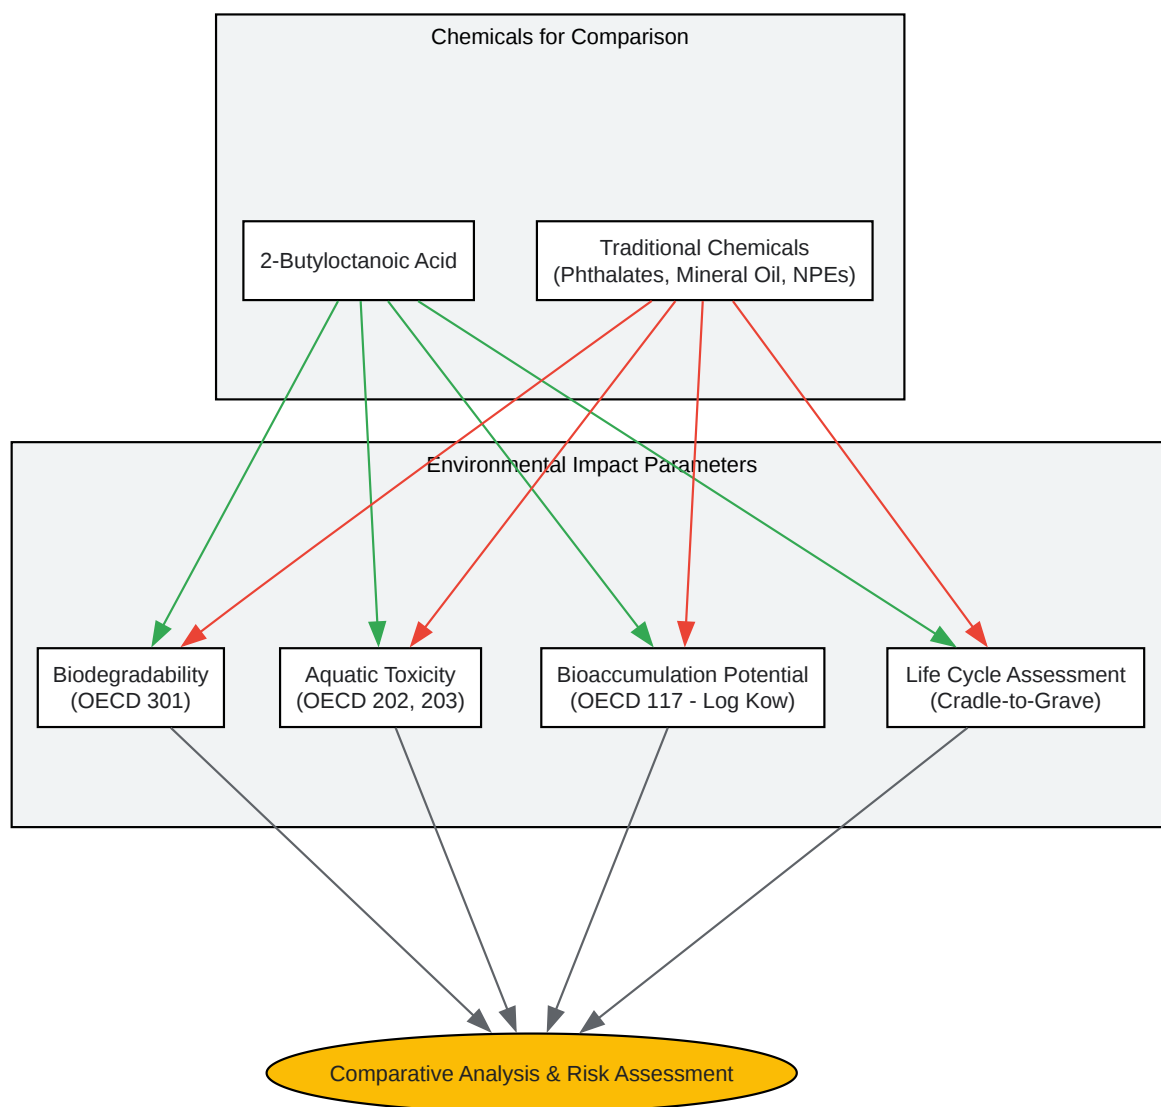 Chemicals for Comparison
2-Butyloctanoic Acid
Traditional Chemicals
(Phthalates, Mineral Oil, NPEs)
Environmental Impact Parameters
Biodegradability
(OECD 301)
Aquatic Toxicity
(OECD 202, 203)
Bioaccumulation Potential
(OECD 117 - Log Kow)
Life Cycle Assessment
(Cradle-to-Grave)
Comparative Analysis & Risk Assessment